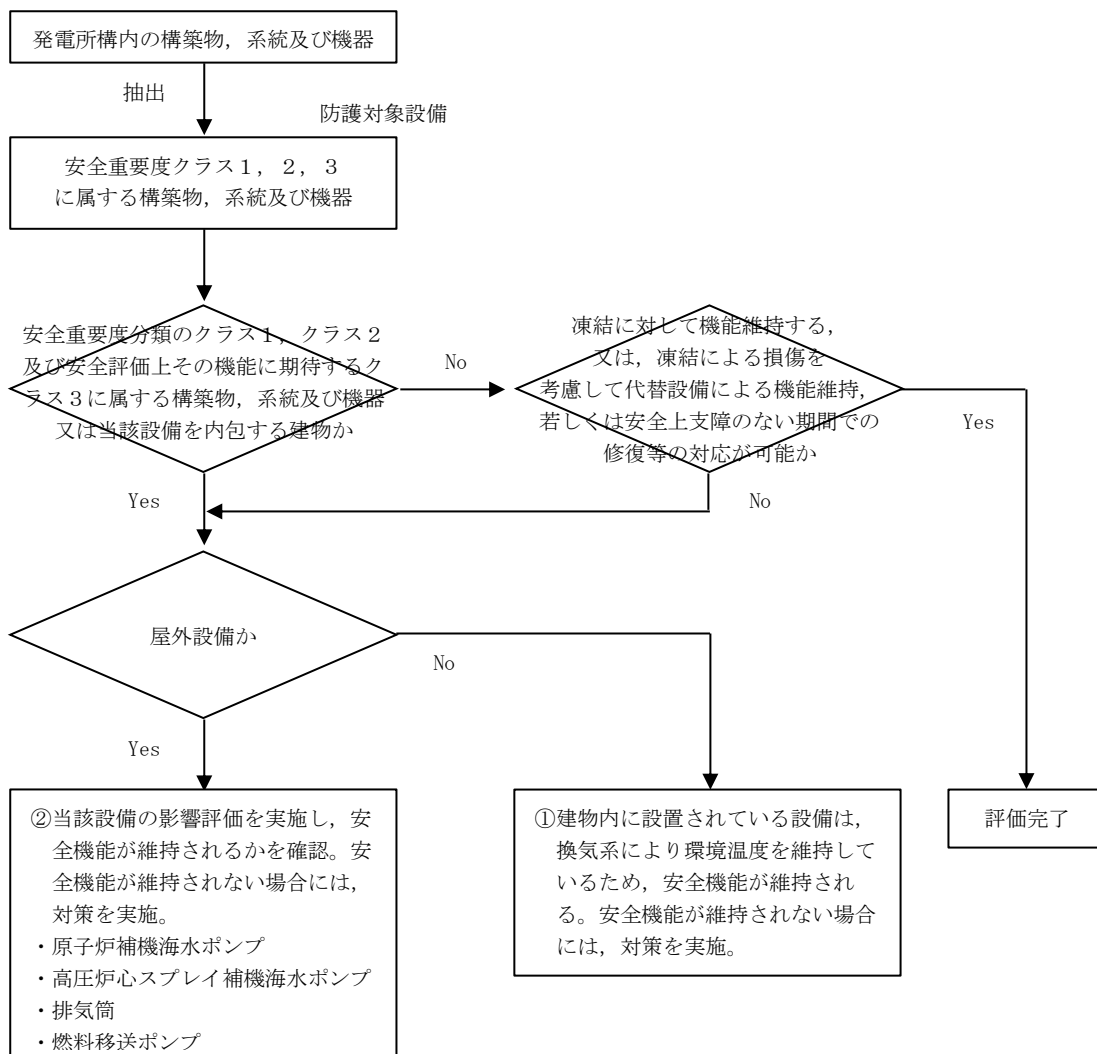 発電所構内の構築物，系統及び機器
抽出
防護対象設備
安全重要度クラス１，２，３
に属する構築物，系統及び機器
安全重要度分類のクラス１，クラス２
及び安全評価上その機能に期待するク
ラス３に属する構築物，系統及び機器
又は当該設備を内包する建物か
No
凍結に対して機能維持する，
又は，凍結による損傷を
考慮して代替設備による機能維持，
若しくは安全上支障のない期間での
修復等の対応が可能か
Yes
Yes
No
屋外設備か
No
Yes
②当該設備の影響評価を実施し，安
全機能が維持されるかを確認。安
全機能が維持されない場合には，
対策を実施。
・原子炉補機海水ポンプ
・高圧炉心スプレイ補機海水ポンプ
・排気筒
・燃料移送ポンプ
①建物内に設置されている設備は，
換気系により環境温度を維持して
いるため，安全機能が維持され
る。安全機能が維持されない場合
には，対策を実施。
評価完了